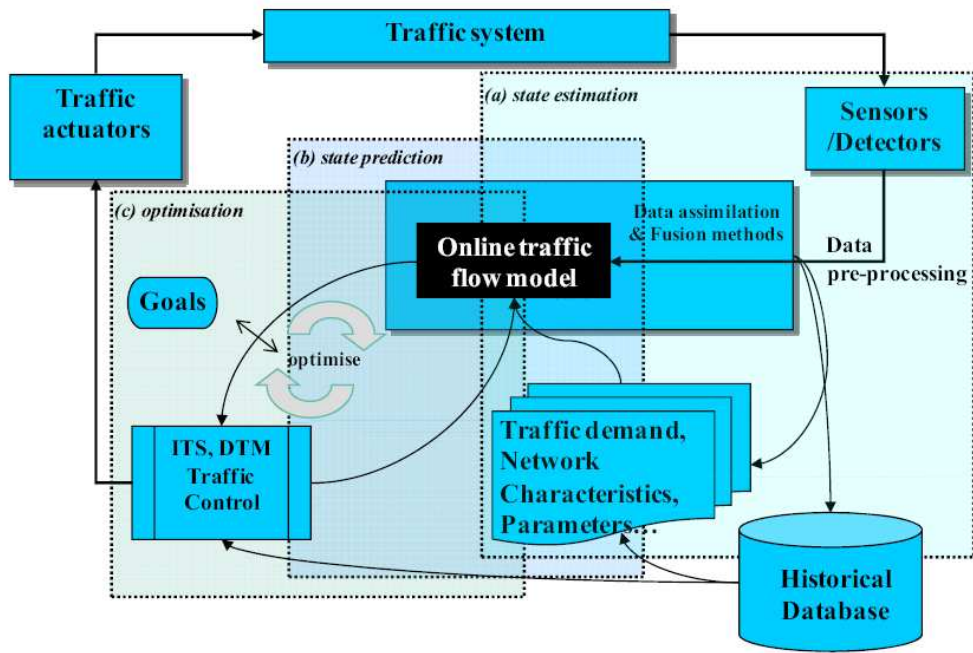 Traffic system
Traffic
actuators
(a) state estimation
Sensors
/Detectors
(b) state prediction
(c) optimisation
Data assimilation
& Fusion methods
Online traffic
flow model
Data
pre-processing
Goals
optimise
ITS, DTM
Traffic
Control
Traffic demand,
Network
Characteristics,
Parameters...
Historical
Database